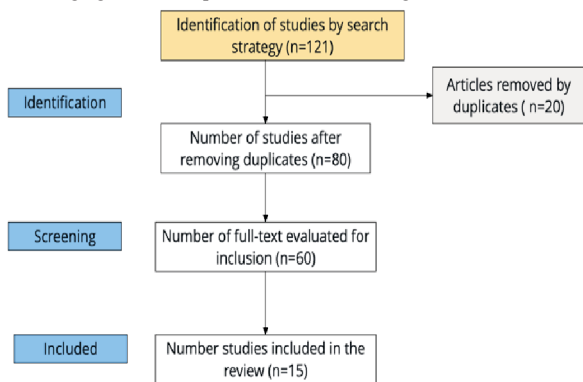 Identification of studies by search
strategy (n=121)
Identification
Articles removed by
duplicates ( n=20)
Number of studies after
removing duplicates (n=80)
Screening
Number of full-text evaluated for
inclusion (n=60)
Included
Number studies included in the
review (n=15)